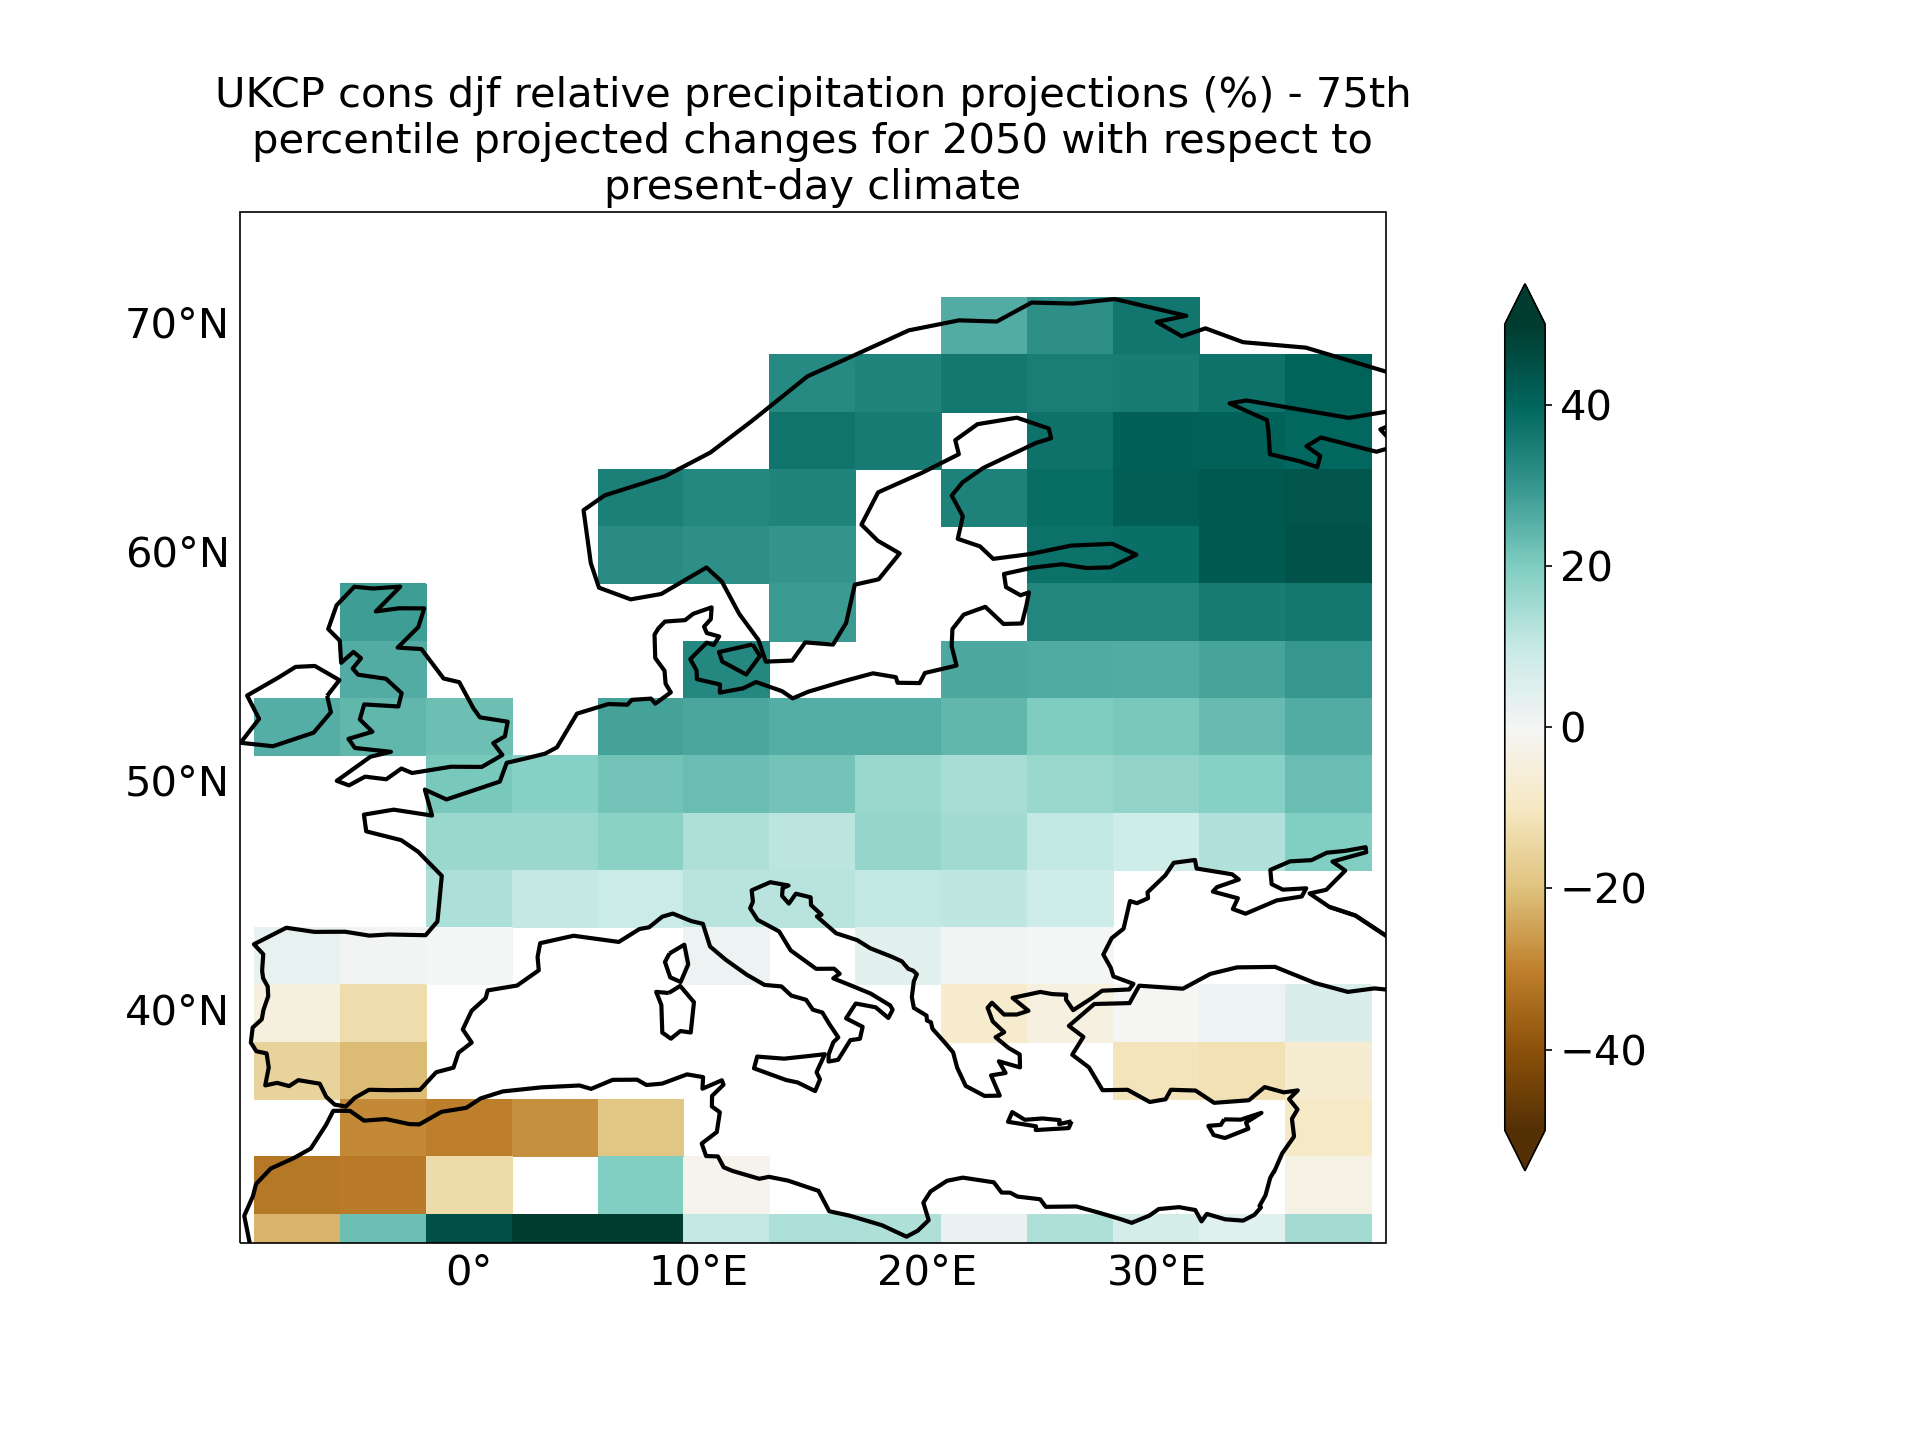 UKCP cons djf relative precipitation projections (%) - 75th
percentile projected changes for 2050 with respect to
present-day climate
70°N
60°N
50°N
40°N
0°
10°E
20°E
30°E
40
20
0
−20
−40